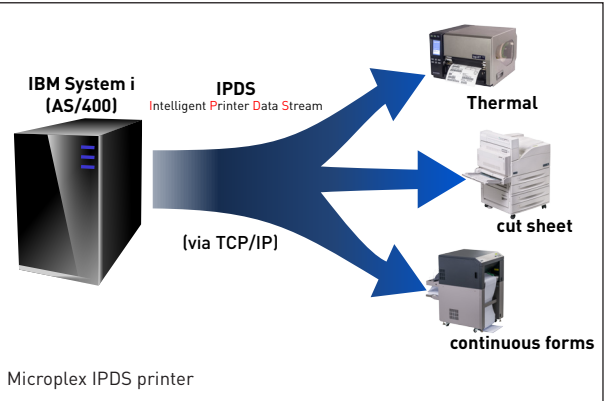 IBM System i
(AS/400)
IPDS
Intelligent Printer Data Stream
(via TCP/IP)
Thermal
cut sheet
continuous forms
Microplex IPDS printer